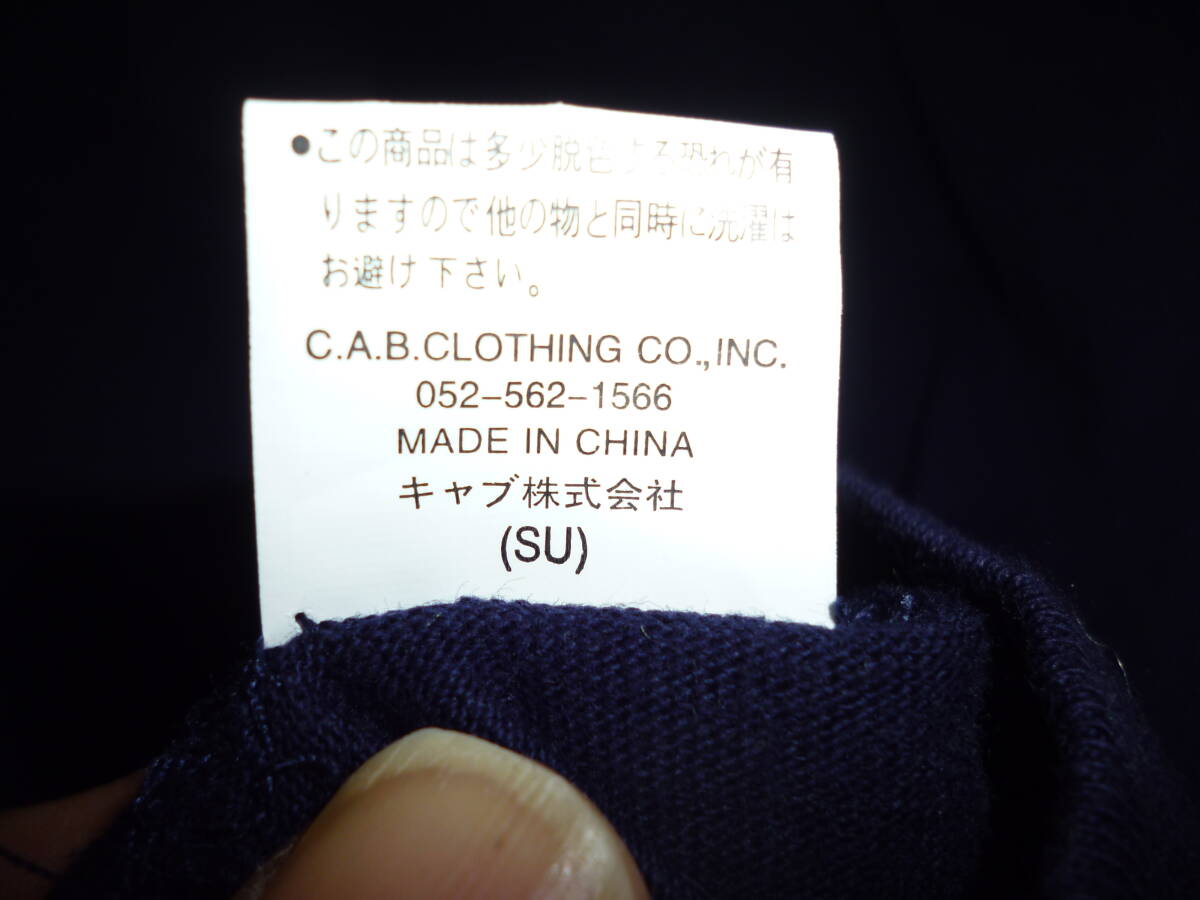 ●この商品は多少脱色する恐れが有
りますので他の物と同時に洗濯は
お避け下さい。
C.A.B.CLOTHING CO.,INC.
052-562-1566
MADE IN CHINA
キャブ株式会社
(SU)